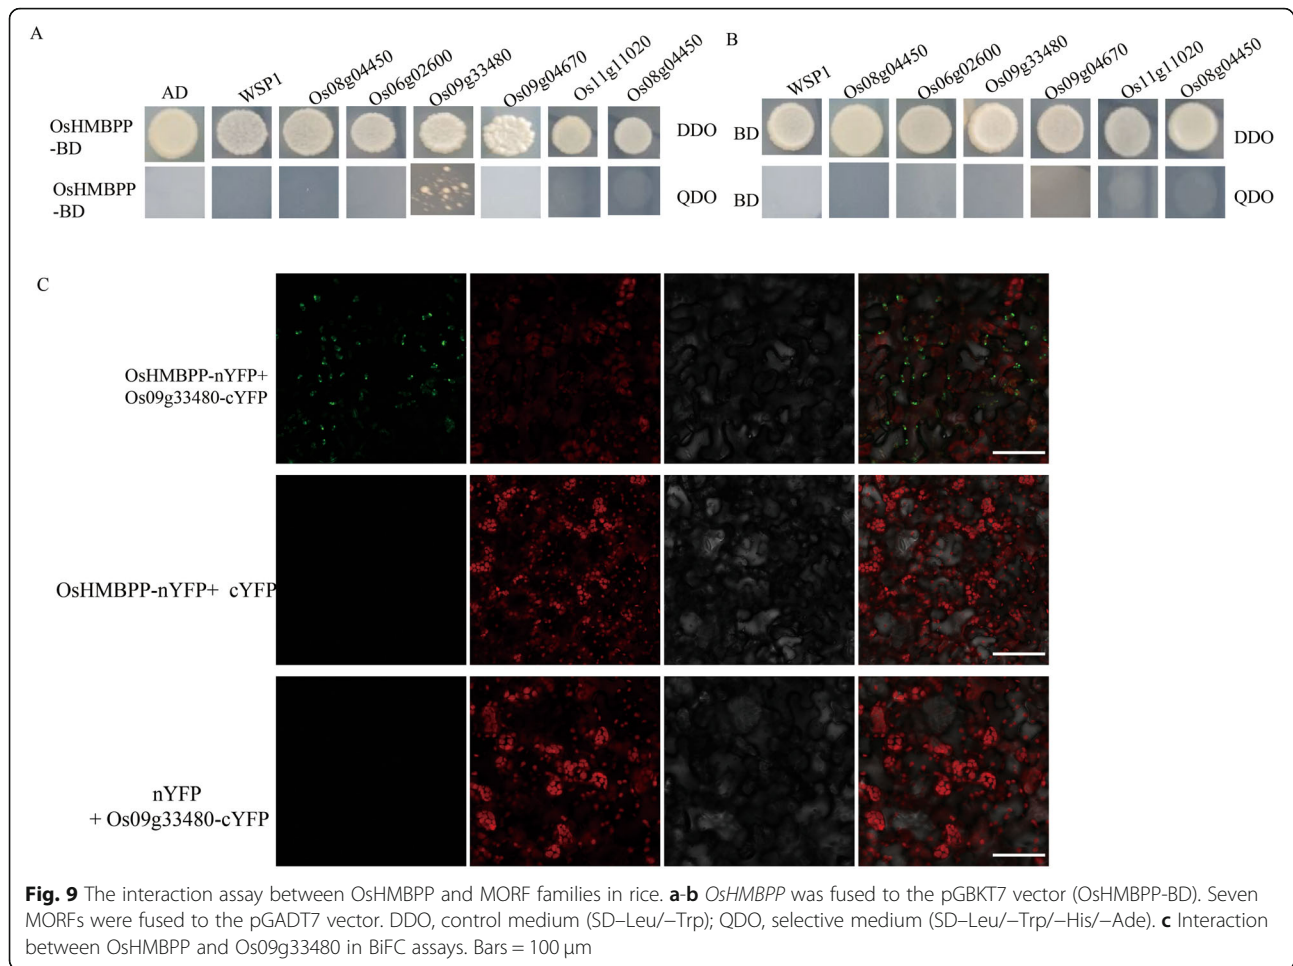 A
AD
WSP1
Os08g04450
Os06g02600
Os09g33480
Os09g04670
Os11g11020
Os08g04450
OsHMBPP
-BD
DDO
OsHMBPP
-BD
QDO
B
WSP1
Os08g04450
Os06g02600
Os09g33480
Os09g04670
Os11g11020
Os08g04450
BD
DDO
BD
QDO
C
OsHMBPP-nYFP+
Os09g33480-cYFP
OsHMBPP-nYFP+ cYFP
nYFP
+ Os09g33480-cYFP
Fig. 9 The interaction assay between OsHMBPP and MORF families in rice. a-b OsHMBPP was fused to the pGBKT7 vector (OsHMBPP-BD). Seven
MORFs were fused to the pGADT7 vector. DDO, control medium (SD–Leu/–Trp); QDO, selective medium (SD–Leu/–Trp/–His/–Ade). c Interaction
between OsHMBPP and Os09g33480 in BiFC assays. Bars = 100 μm